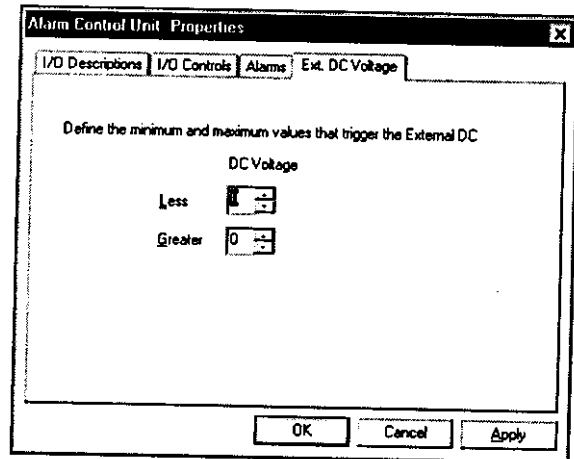 Alarm Control Unit Properties
I/O Descriptions I/O Controls Alarms Ext. DC Voltage
Define the minimum and maximum values that trigger the External DC
DC Voltage
Less
Greater 0
OK Cancel Apply